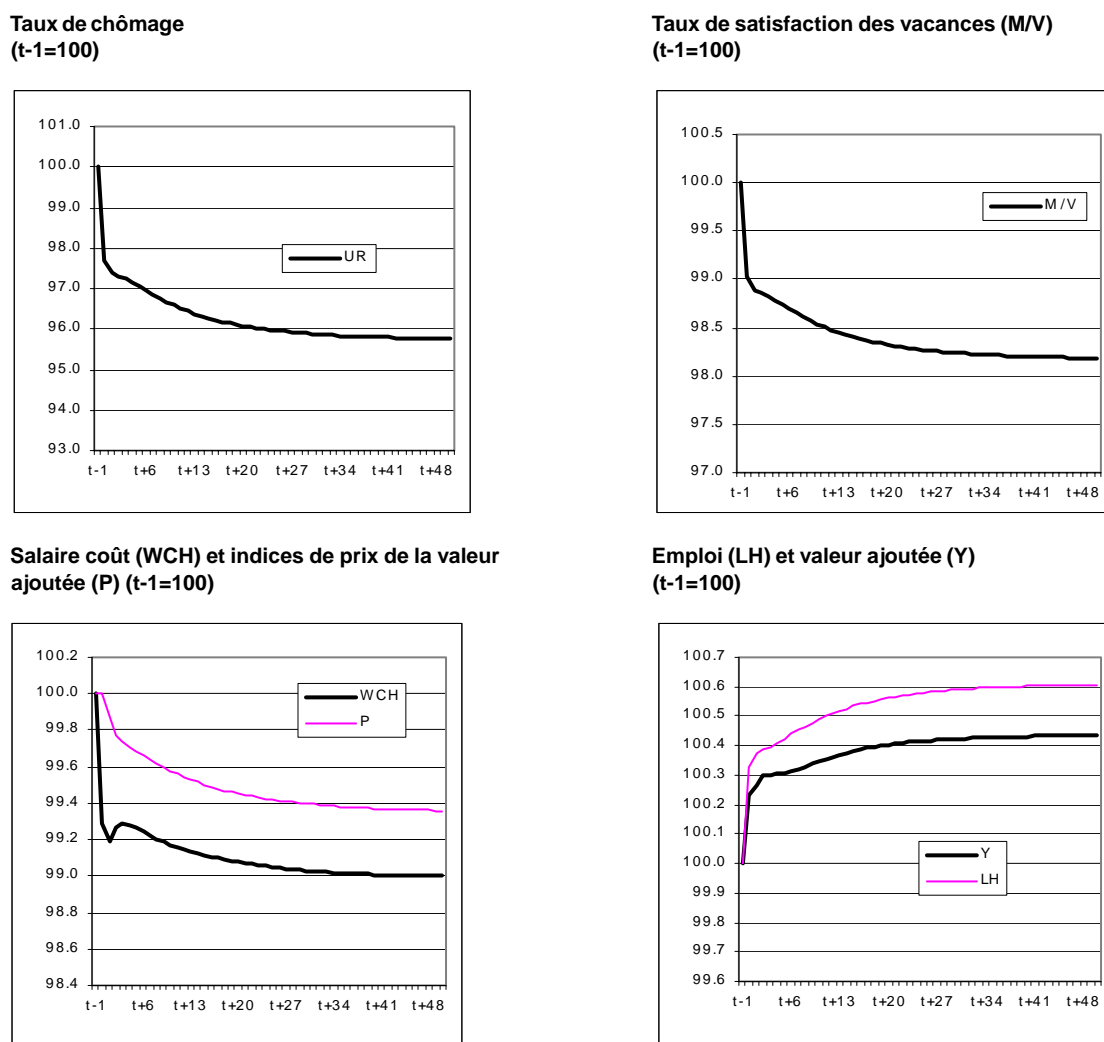 Taux de chômage
(t-1=100)
101.0
100.0
99.0
98.0
97.0
96.0
95.0
94.0
93.0
UR
t-1 t+6 t+13 t+20 t+27 t+34 t+41 t+48
Taux de satisfaction des vacances (M/V)
(t-1=100)
100.5
100.0
99.5
99.0
98.5
98.0
97.5
97.0
M/V
t-1 t+6 t+13 t+20 t+27 t+34 t+41 t+48
Salaire coût (WCH) et indices de prix de la valeur
ajoutée (P) (t-1=100)
100.2
100.0
99.8
99.6
99.4
99.2
99.0
98.8
98.6
98.4
WCH
P
t-1 t+6 t+13 t+20 t+27 t+34 t+41 t+48
Emploi (LH) et valeur ajoutée (Y)
(t-1=100)
100.7
100.6
100.5
100.4
100.3
100.2
100.1
100.0
99.9
99.8
99.7
99.6
Y
LH
t-1 t+6 t+13 t+20 t+27 t+34 t+41 t+48